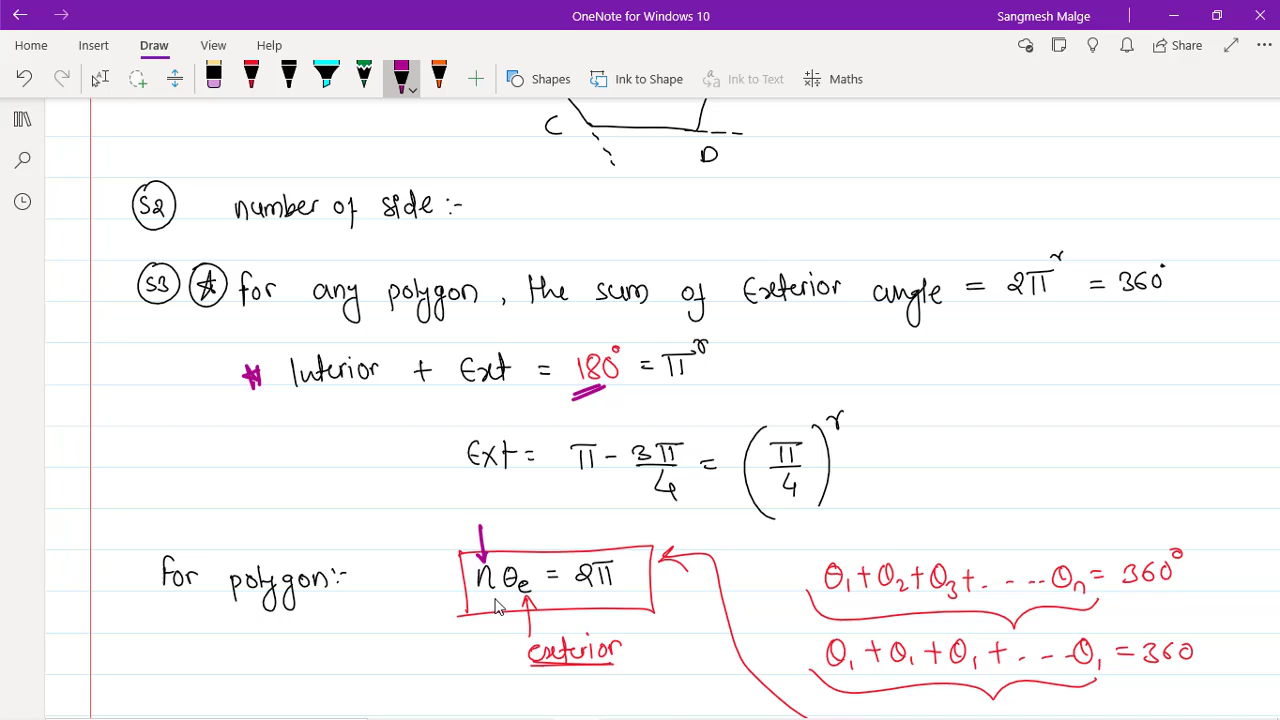 OneNote for Windows 10
Sangmesh Malge
Home Insert Draw View Help
Share
Shapes
Ink to Shape
Ink to Text
Maths
C
D
S2 number of side :-
S3 for any polygon, the sum of Exterior angle = 2π^r = 360°
Interior + Ext = 180° = π^r
Ext = π - 3π/4 = (π/4)^r
For polygon:-
nθe = 2π
exterior
θ1+θ2+θ3+. - ...θn = 360°
θ1+θ1+θ1+. - ...θ1 = 360